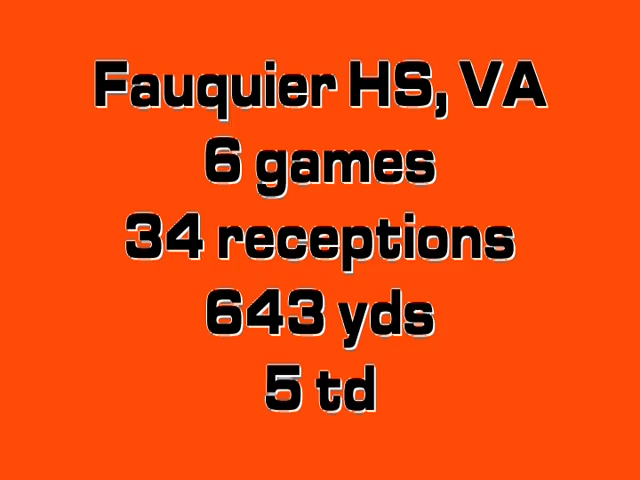 Fauquier HS, VA
6 games
34 receptions
643 yds
5 td